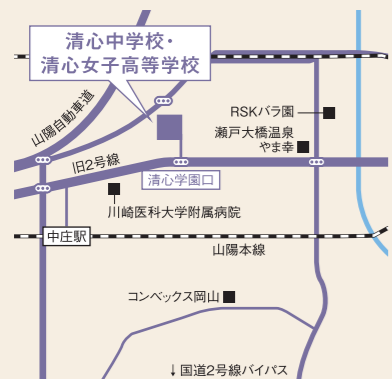 清心中学校・
清心女子高等学校
山陽自動車道
RSKバラ園
瀬戸大橋温泉
やま幸
旧2号線
清心学園口
川崎医科大学附属病院
中庄駅
山陽本線
コンベックス岡山
↓国道2号線バイパス